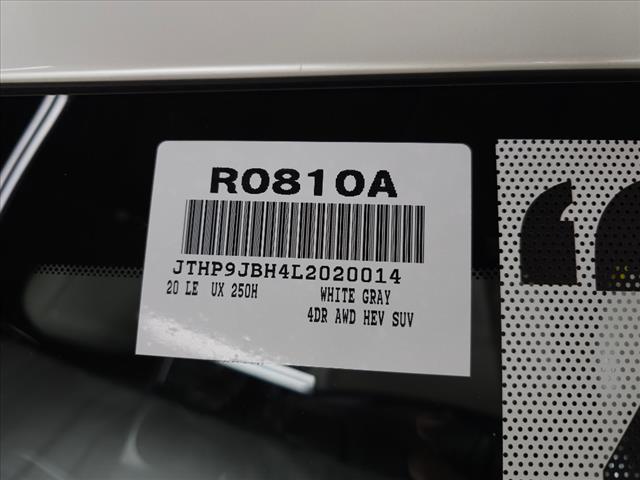 R0810A
JTHP9JBH4L2020014
20 LE UX 250H WHITE GRAY
4DR AWD HEV SUV